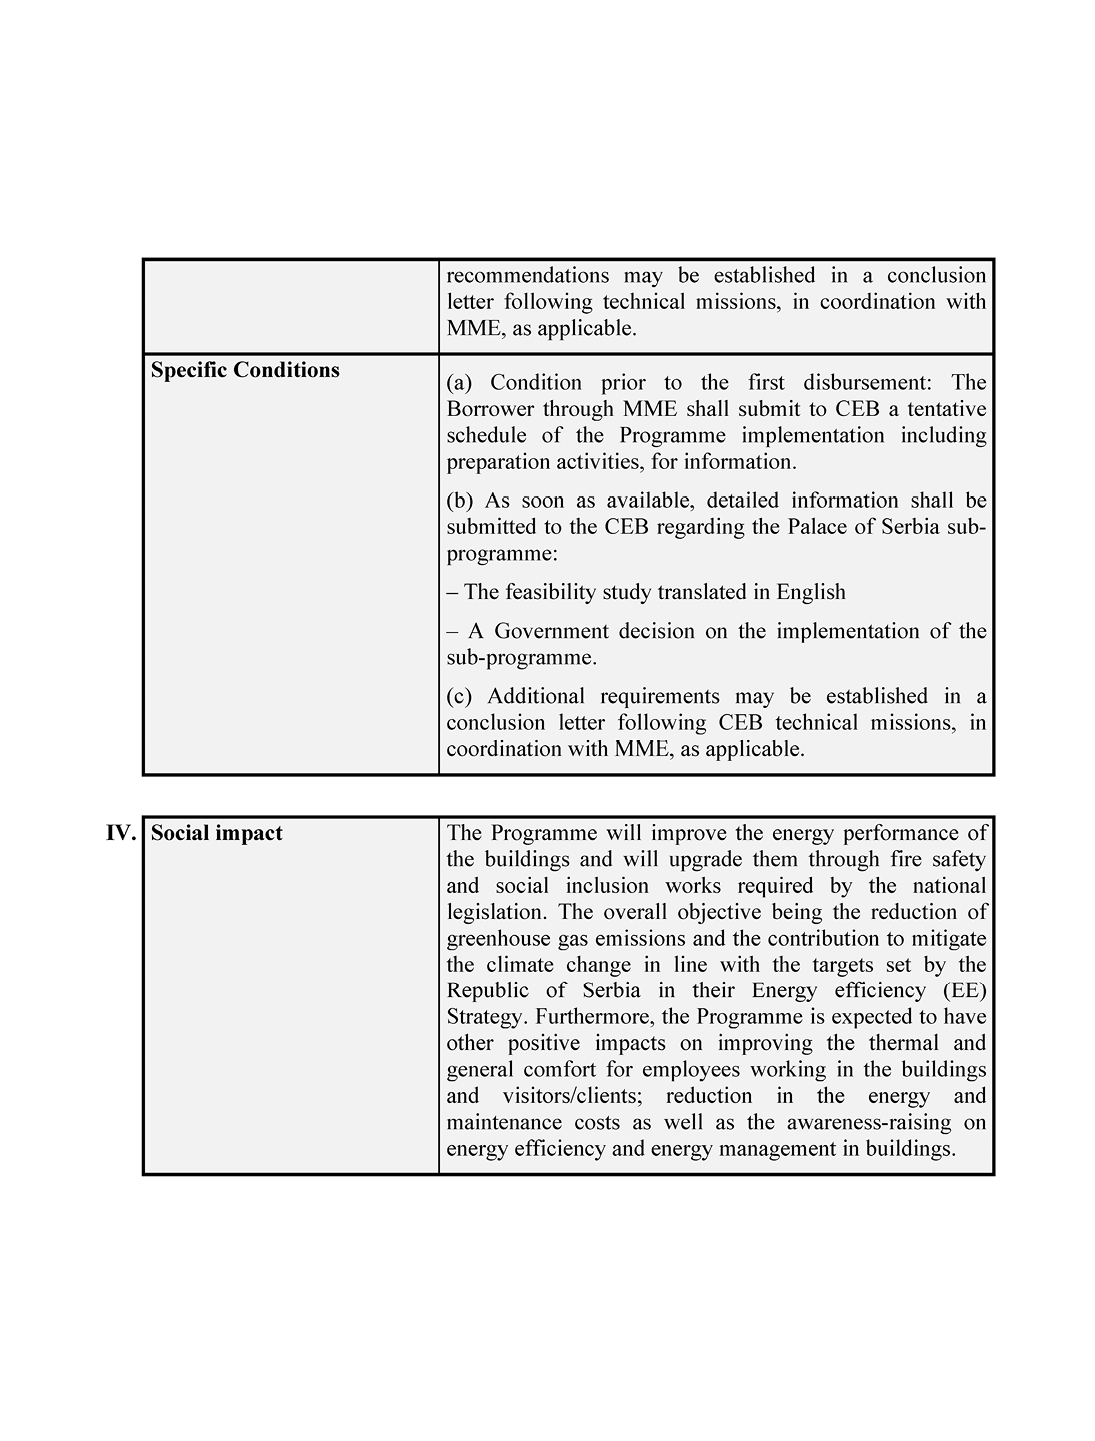 recommendations may be established in a conclusion
letter following technical missions, in coordination with
MME, as applicable.
Specific Conditions
(a) Condition prior to the first disbursement: The
Borrower through MME shall submit to CEB a tentative
schedule of the Programme implementation including
preparation activities, for information.
(b) As soon as available, detailed information shall be
submitted to the CEB regarding the Palace of Serbia sub-
programme:
– The feasibility study translated in English
– A Government decision on the implementation of the
sub-programme.
(c) Additional requirements may be established in a
conclusion letter following CEB technical missions, in
coordination with MME, as applicable.
IV. Social impact
The Programme will improve the energy performance of
the buildings and will upgrade them through fire safety
and social inclusion works required by the national
legislation. The overall objective being the reduction of
greenhouse gas emissions and the contribution to mitigate
the climate change in line with the targets set by the
Republic of Serbia in their Energy efficiency (EE)
Strategy. Furthermore, the Programme is expected to have
other positive impacts on improving the thermal and
general comfort for employees working in the buildings
and visitors/clients; reduction in the energy and
maintenance costs as well as the awareness-raising on
energy efficiency and energy management in buildings.